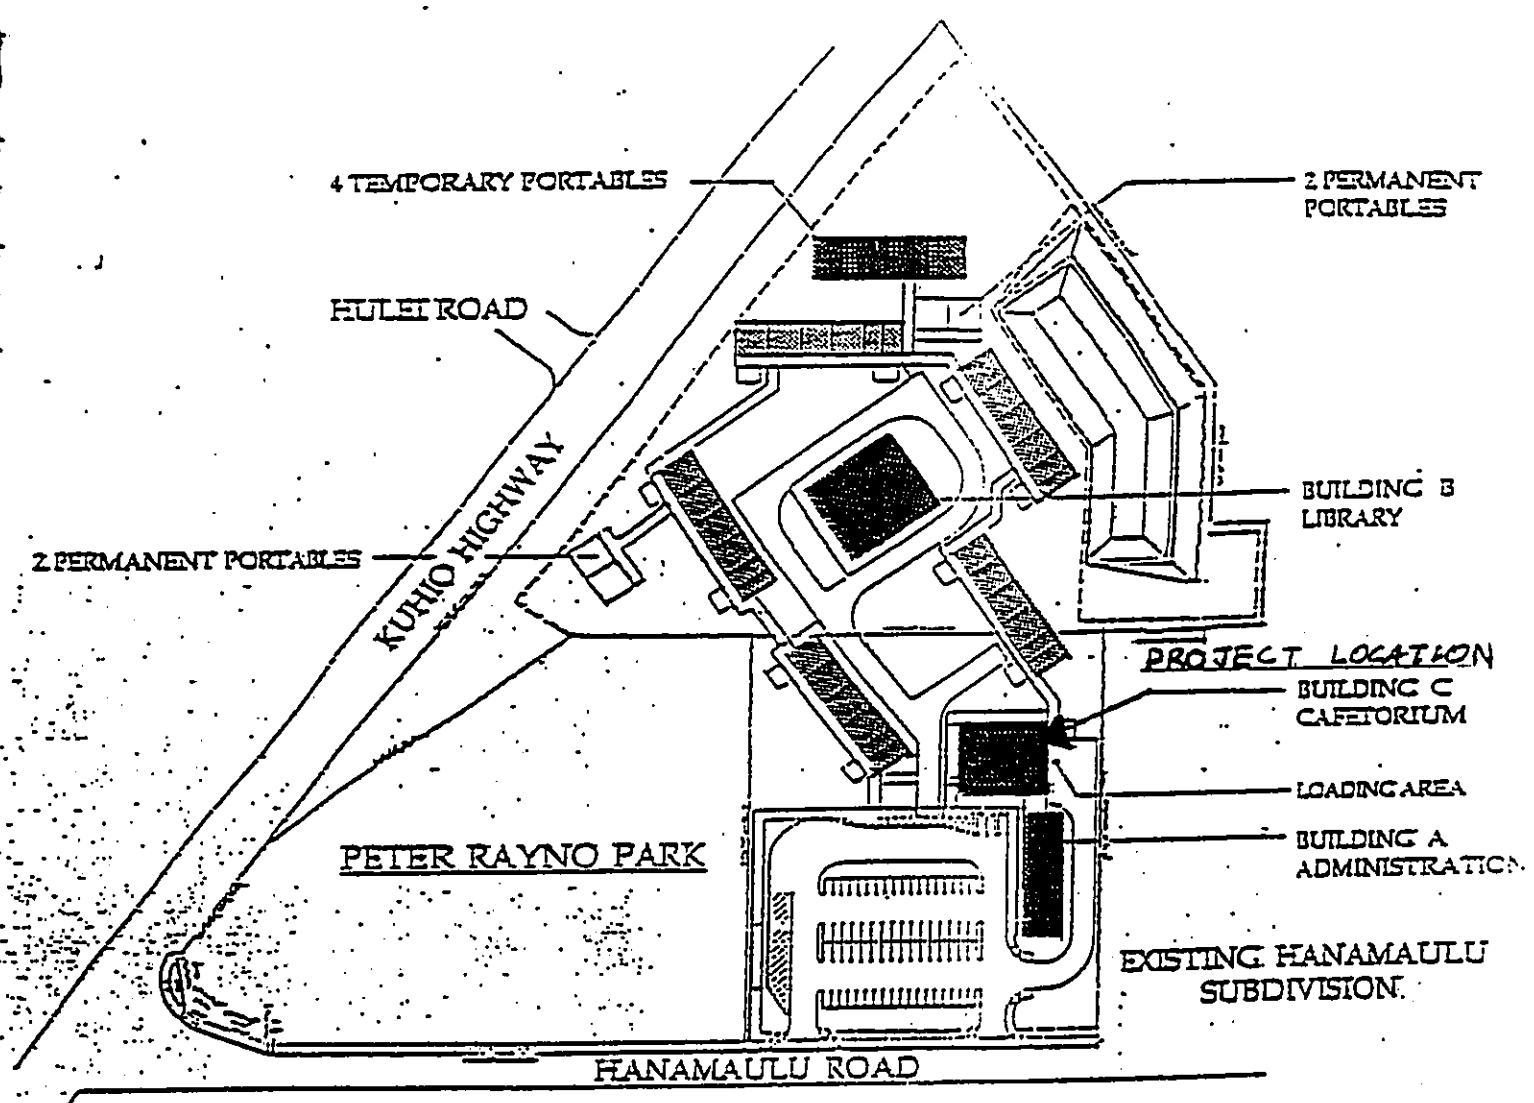 4 TEMPORARY PORTABLES
2 PERMANENT
PORTABLES
HULEI ROAD
KUHIO HIGHWAY
BUILDING B
LIBRARY
2 PERMANENT PORTABLES
PROJECT LOCATION
BUILDING C
CAFETORIUM
LOADING AREA
BUILDING A
ADMINISTRATION
PETER RAYNO PARK
EXISTING HANAMAULU
SUBDIVISION.
HANAMAULU ROAD